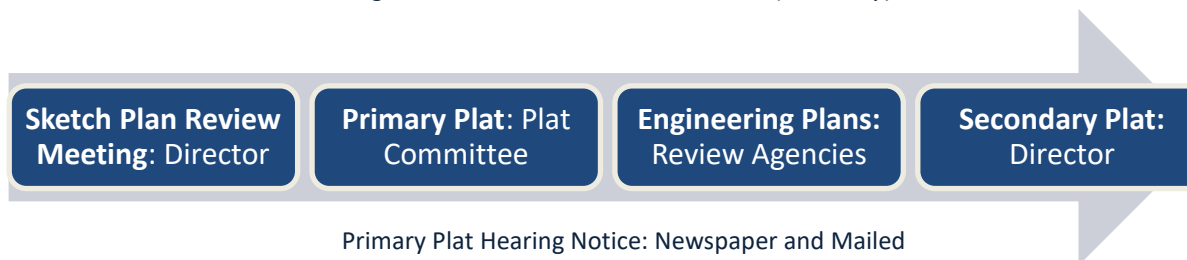 Sketch Plan Review
Meeting: Director
Primary Plat: Plat
Committee
Engineering Plans:
Review Agencies
Secondary Plat:
Director
Primary Plat Hearing Notice: Newspaper and Mailed